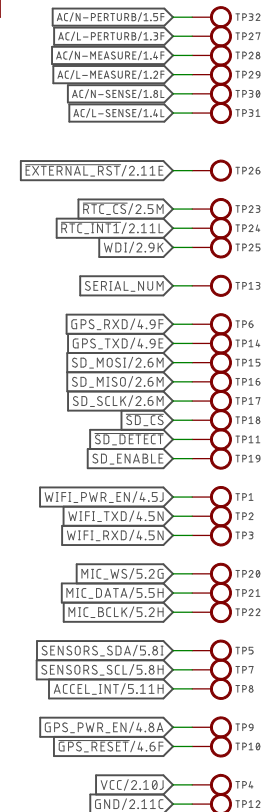 AC/N-PERTURB/1.5F TP32
AC/L-PERTURB/1.3F TP27
AC/N-MEASURE/1.4F TP28
AC/L-MEASURE/1.2F TP29
AC/N-SENSE/1.8L TP30
AC/L-SENSE/1.4L TP31
EXTERNAL_RST/2.11E TP26
RTC_CS/2.5M TP23
RTC_INT1/2.11L TP24
WDI/2.9K TP25
SERIAL_NUM TP13
GPS_RXD/4.9F TP6
GPS_TXD/4.9E TP14
SD_MOSI/2.6M TP15
SD_MISO/2.6M TP16
SD_SCLK/2.6M TP17
SD_CS TP18
SD_DETECT TP11
SD_ENABLE TP19
WIFI_PWR_EN/4.5J TP1
WIFI_TXD/4.5N TP2
WIFI_RXD/4.5N TP3
MIC_WS/5.2G TP20
MIC_DATA/5.5H TP21
MIC_BCLK/5.2H TP22
SENSORS_SDA/5.8I TP5
SENSORS_SCL/5.8H TP7
ACCEL_INT/5.11H TP8
GPS_PWR_EN/4.8A TP9
GPS_RESET/4.6F TP10
VCC/2.10J TP4
GND/2.11C TP12